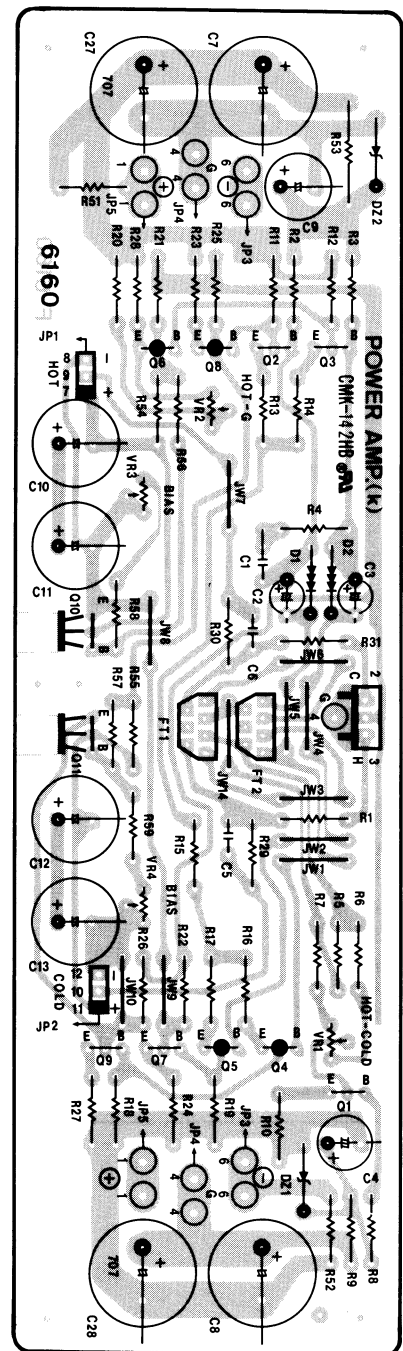 C27
C7
707
+
+
R53
DZ2
1
4
G
4
6
6
+
−
C9
R51
JP5
JP4
JP3
R20
R28
R21
R23
R25
R11
R2
R12
R3
6160
JP1
E
B
E
B
E
B
E
B
Q6
Q8
Q2
Q3
POWER AMP.(k)
CMK-142HB
8
9
7
−
+
HOT
R54
R56
VR2
HOT-G
R13
R14
C10
VR3
BIAS
JW7
R4
C11
C1
D1
D2
C2
C3
Q10
E
B
R58
JW8
R30
C6
R31
JW6
R57
R55
FT1
FT2
JW5
JW4
G
4
C
H
2
3
E
B
Q11
JW14
JW3
C12
R59
R15
C5
R29
R1
JW2
JW1
VR4
BIAS
C13
R26
R22
R17
R16
R7
R5
R6
COLD
12
10
11
−
+
JW10
JW9
HOT-COLD
VR1
JP2
E
B
E
B
E
B
E
B
Q9
Q7
Q5
Q4
E
B
Q1
R27
R18
JP5
R24
JP4
R19
JP3
R10
DZ1
C4
1
1
4
G
4
6
6
+
−
R52
R9
R8
707
+
+
C28
C8